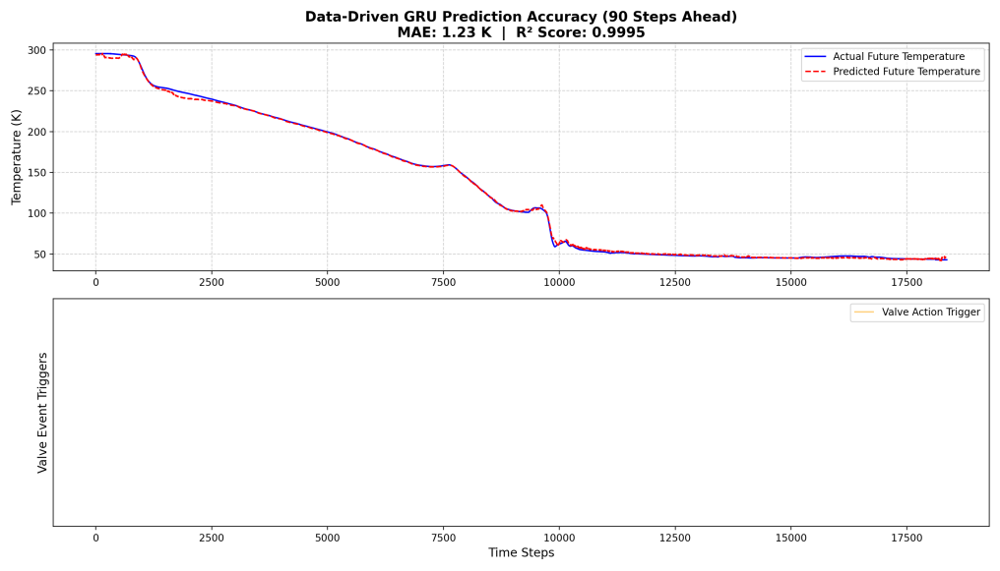 Data-Driven GRU Prediction Accuracy (90 Steps Ahead)
MAE: 1.23 K | R² Score: 0.9995
Temperature (K)
300
250
200
150
100
50
Actual Future Temperature
Predicted Future Temperature
0 2500 5000 7500 10000 12500 15000 17500
Valve Event Triggers
Valve Action Trigger
0 2500 5000 7500 10000 12500 15000 17500
Time Steps